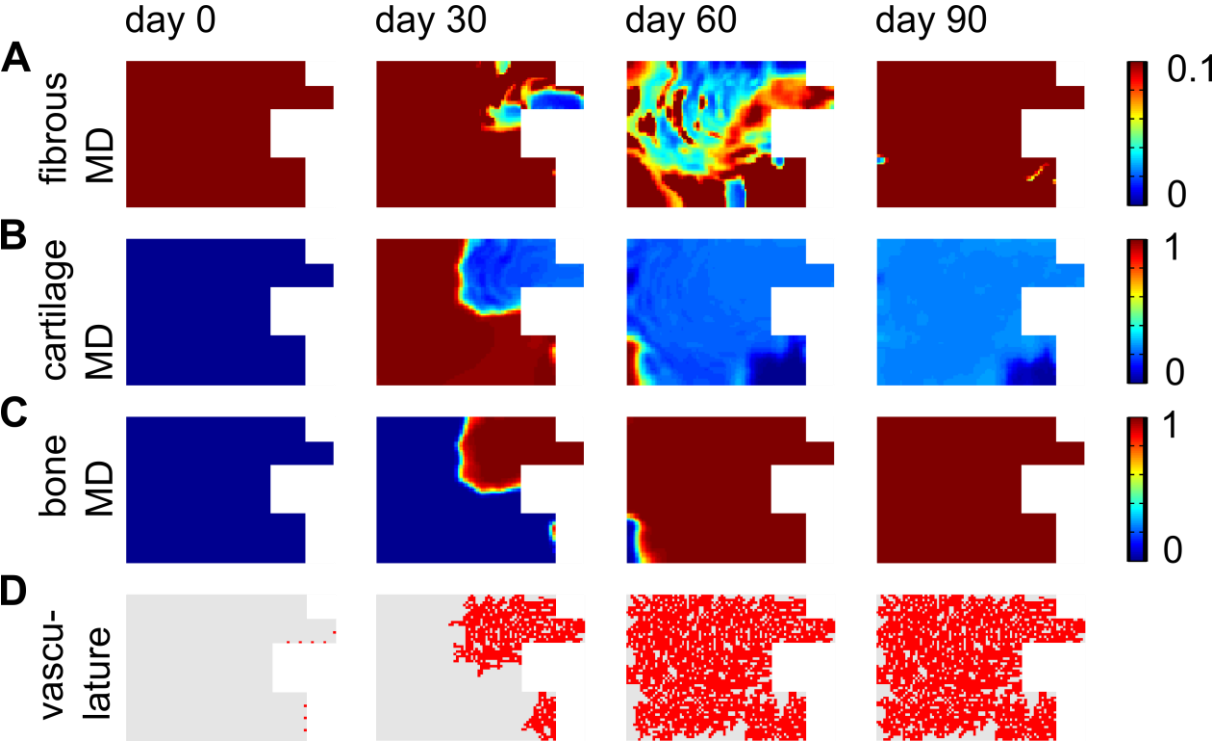 day 0 day 30 day 60 day 90
A
fibrous
MD
0.1
0
B
cartilage
MD
1
0
C
bone
MD
1
0
D
vascu-
lature